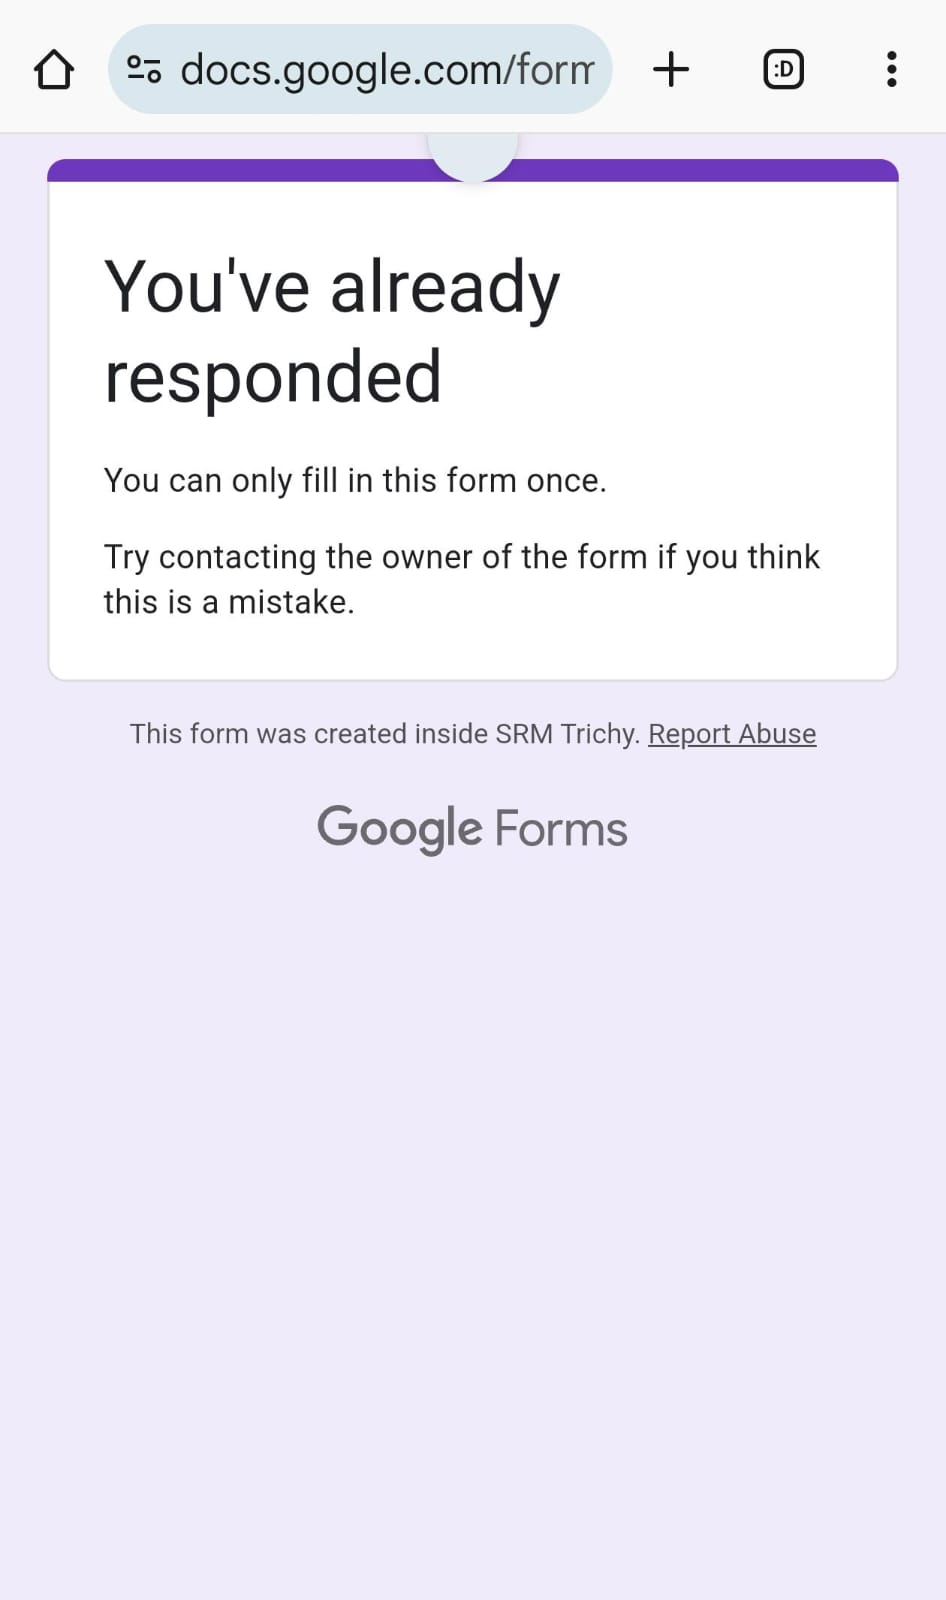 docs.google.com/form
:D
You've already
responded
You can only fill in this form once.
Try contacting the owner of the form if you think
this is a mistake.
This form was created inside SRM Trichy. Report Abuse
Google Forms